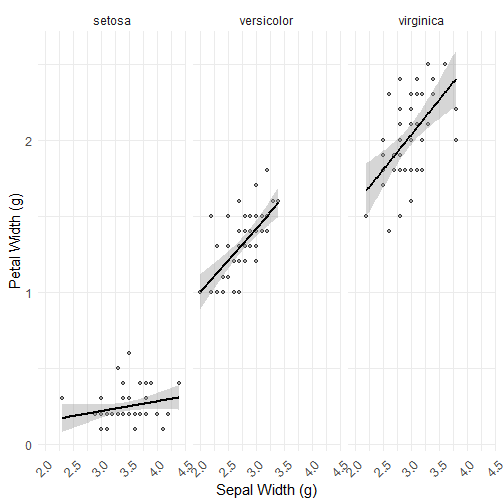 setosa versicolor virginica
Petal Width (g)
2
1
0
2.0 2.5 3.0 3.5 4.0 4.5 2.0 2.5 3.0 3.5 4.0 4.5 2.0 2.5 3.0 3.5 4.0 4.5
Sepal Width (g)